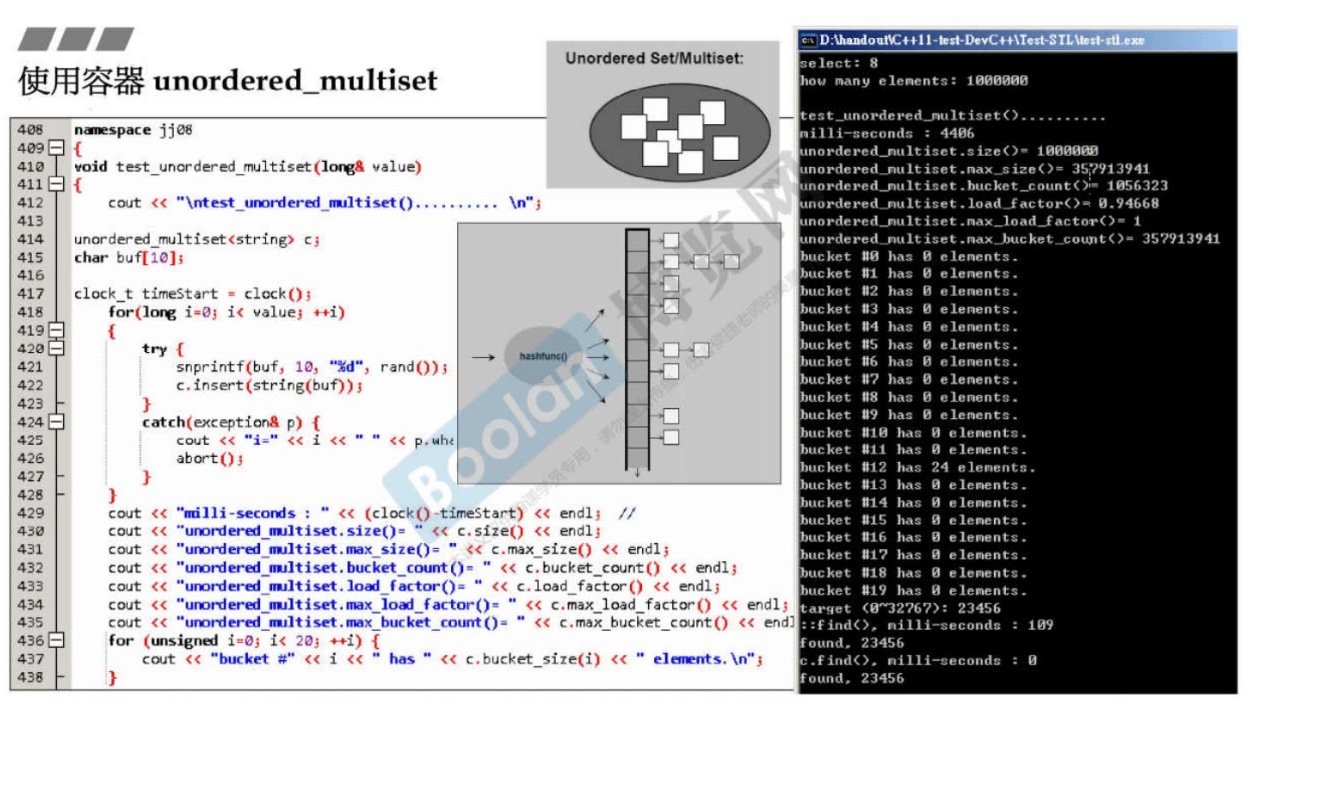 使用容器 unordered_multiset
Unordered Set/Multiset:
408 namespace jj08
409 {
410 void test_unordered_multiset(long& value)
411 {
412 cout << "\ntest_unordered_multiset().......... \n";
413
414 unordered_multiset<string> c;
415 char buf[10];
416
417 clock_t timeStart = clock();
418 for(long i=0; i< value; ++i)
419 {
420 try {
421 snprintf(buf, 10, "%d", rand());
422 c.insert(string(buf));
423 }
424 catch(exception& p) {
425 cout << "i=" << i << " " << p.wh
426 abort();
427 }
428 }
429 cout << "milli-seconds : " << (clock()-timeStart) << endl; //
430 cout << "unordered_multiset.size()= " << c.size() << endl;
431 cout << "unordered_multiset.max_size()= " << c.max_size() << endl;
432 cout << "unordered_multiset.bucket_count()= " << c.bucket_count() << endl;
433 cout << "unordered_multiset.load_factor()= " << c.load_factor() << endl;
434 cout << "unordered_multiset.max_load_factor()= " << c.max_load_factor() << endl;
435 cout << "unordered_multiset.max_bucket_count()= " << c.max_bucket_count() << endl
436 for (unsigned i=0; i< 20; ++i) {
437 cout << "bucket #" << i << " has " << c.bucket_size(i) << " elements.\n";
438 }
hashfunc()
Boolan
博览网
D:\handout\C++11-test-DevC++\Test-STL\test-stl.exe
select: 8
how many elements: 1000000
test_unordered_multiset()..........
milli-seconds : 4406
unordered_multiset.size()= 1000000
unordered_multiset.max_size()= 357913941
unordered_multiset.bucket_count()= 1056323
unordered_multiset.load_factor()= 0.94668
unordered_multiset.max_load_factor()= 1
unordered_multiset.max_bucket_count()= 357913941
bucket #0 has 0 elements.
bucket #1 has 0 elements.
bucket #2 has 0 elements.
bucket #3 has 0 elements.
bucket #4 has 0 elements.
bucket #5 has 0 elements.
bucket #6 has 0 elements.
bucket #7 has 0 elements.
bucket #8 has 0 elements.
bucket #9 has 0 elements.
bucket #10 has 0 elements.
bucket #11 has 0 elements.
bucket #12 has 24 elements.
bucket #13 has 0 elements.
bucket #14 has 0 elements.
bucket #15 has 0 elements.
bucket #16 has 0 elements.
bucket #17 has 0 elements.
bucket #18 has 0 elements.
bucket #19 has 0 elements.
target (0~32767): 23456
::find(), milli-seconds : 109
found, 23456
c.find(), milli-seconds : 0
found, 23456